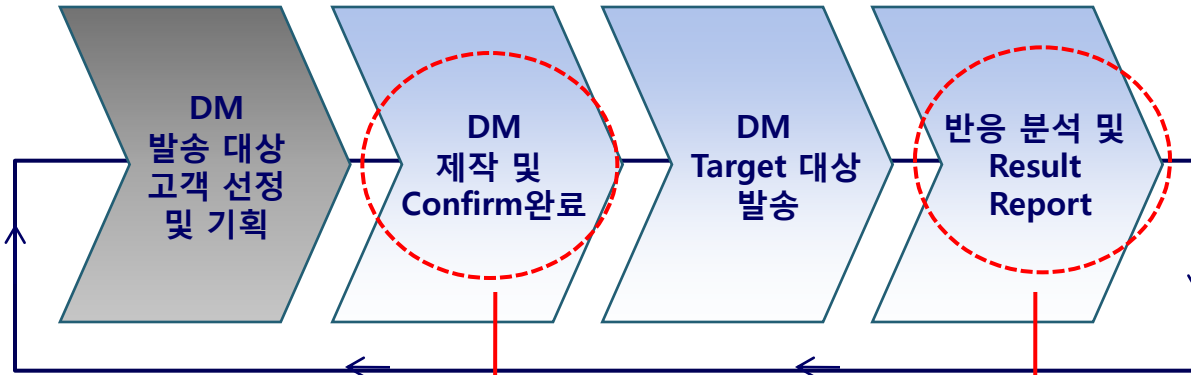 DM
발송 대상
고객 선정
및 기획
DM
제작 및
Confirm완료
DM
Target 대상
발송
반응 분석 및
Result
Report